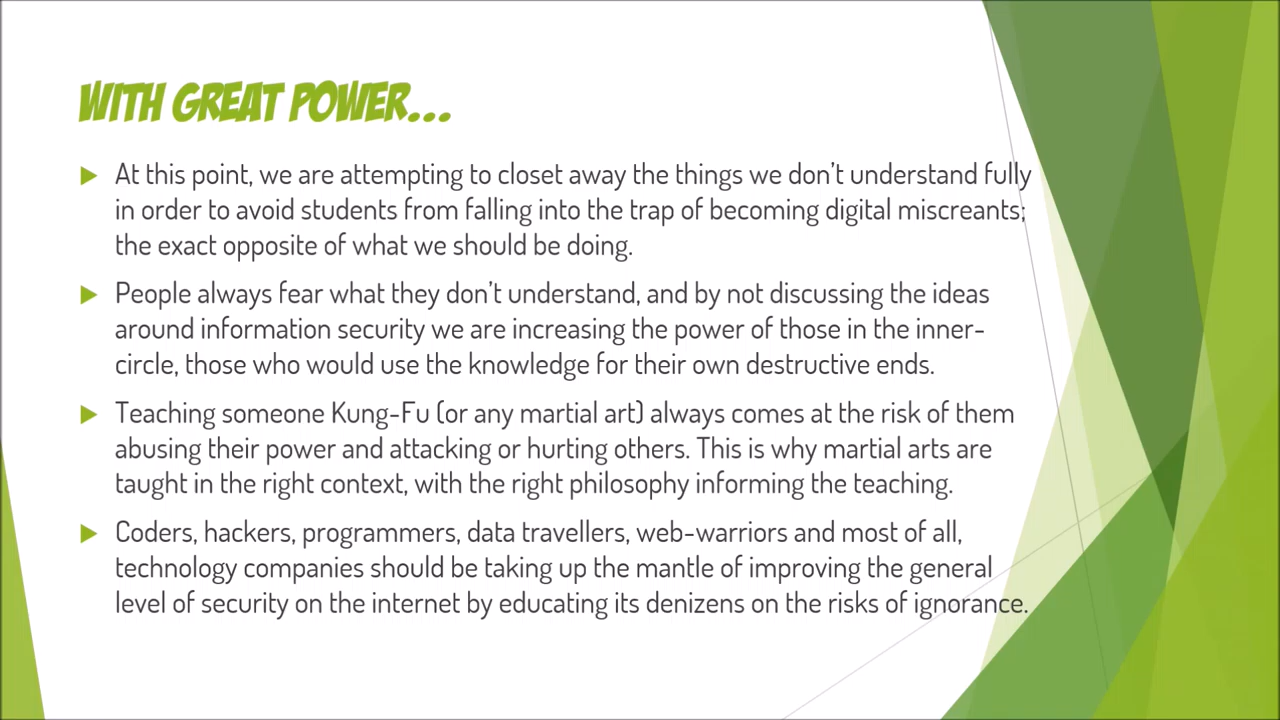 WITH GREAT POWER...
At this point, we are attempting to closet away the things we don't understand fully
in order to avoid students from falling into the trap of becoming digital miscreants;
the exact opposite of what we should be doing.
People always fear what they don't understand, and by not discussing the ideas
around information security we are increasing the power of those in the inner-
circle, those who would use the knowledge for their own destructive ends.
Teaching someone Kung-Fu (or any martial art) always comes at the risk of them
abusing their power and attacking or hurting others. This is why martial arts are
taught in the right context, with the right philosophy informing the teaching.
Coders, hackers, programmers, data travellers, web-warriors and most of all,
technology companies should be taking up the mantle of improving the general
level of security on the internet by educating its denizens on the risks of ignorance.